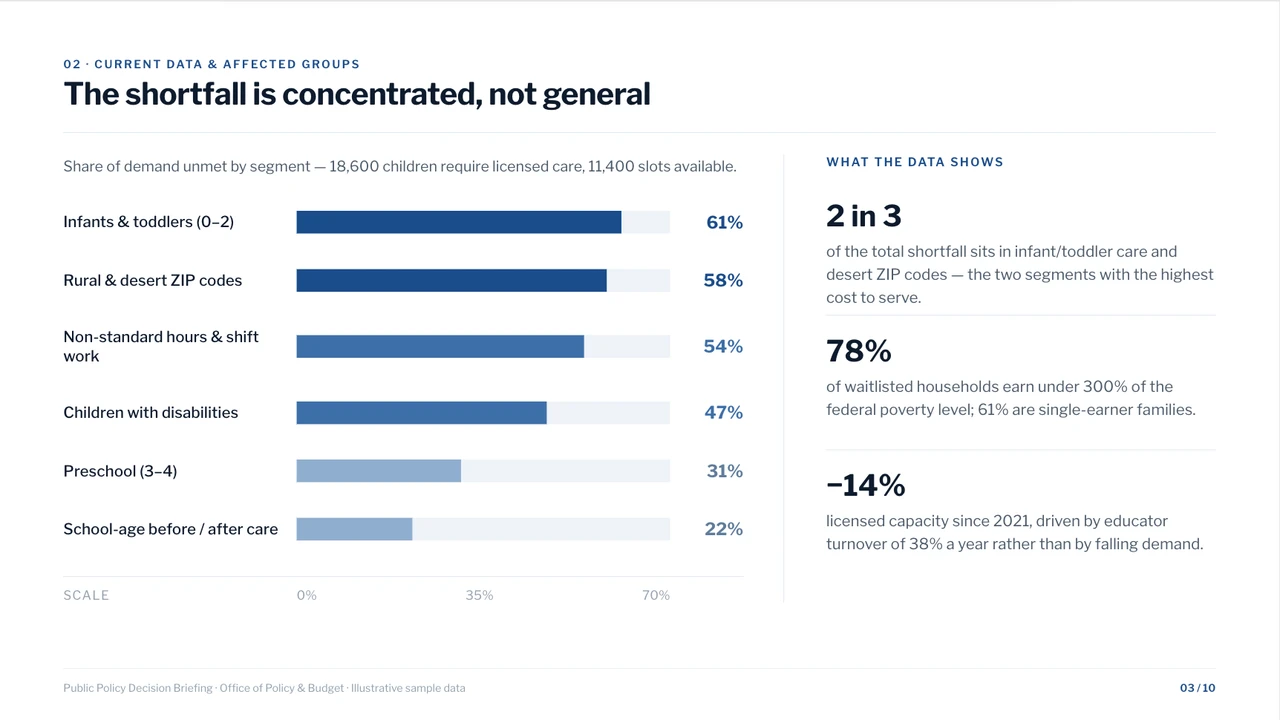 02 · CURRENT DATA & AFFECTED GROUPS
The shortfall is concentrated, not general
Share of demand unmet by segment — 18,600 children require licensed care, 11,400 slots available.
Infants & toddlers (0–2)
61%
Rural & desert ZIP codes
58%
Non-standard hours & shift
work
54%
Children with disabilities
47%
Preschool (3–4)
31%
School-age before / after care
22%
SCALE
0%
35%
70%
WHAT THE DATA SHOWS
2 in 3
of the total shortfall sits in infant/toddler care and
desert ZIP codes — the two segments with the highest
cost to serve.
78%
of waitlisted households earn under 300% of the
federal poverty level; 61% are single-earner families.
−14%
licensed capacity since 2021, driven by educator
turnover of 38% a year rather than by falling demand.
Public Policy Decision Briefing · Office of Policy & Budget · Illustrative sample data
03 / 10